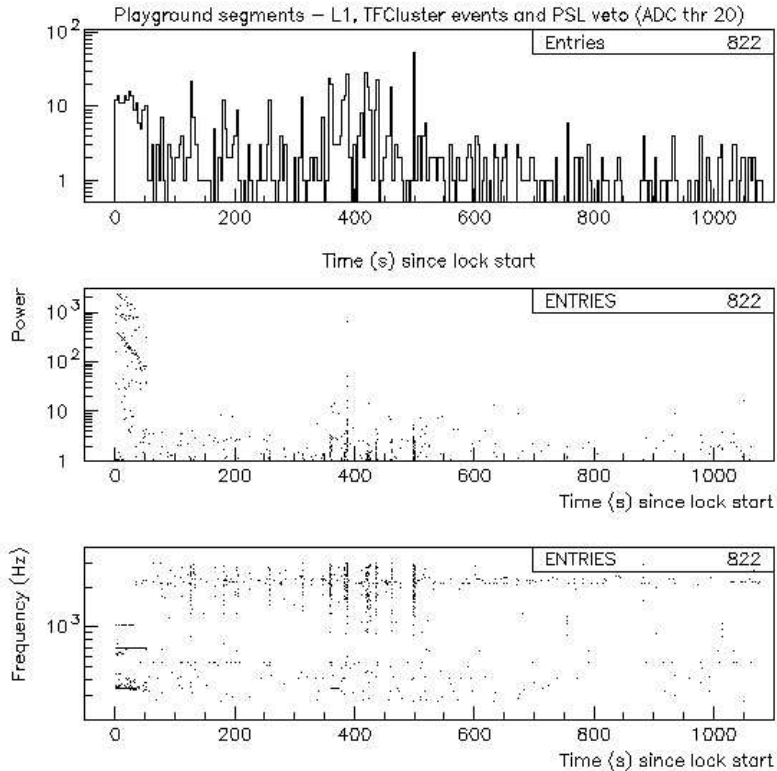 Playground segments - L1, TFCluster events and PSL veto (ADC thr 20)
Entries 822
10^2
10
1
0 200 400 600 800 1000
Time (s) since lock start
ENTRIES 822
Power
10^3
10^2
10
1
0 200 400 600 800 1000
Time (s) since lock start
ENTRIES 822
Frequency (Hz)
10^3
0 200 400 600 800 1000
Time (s) since lock start